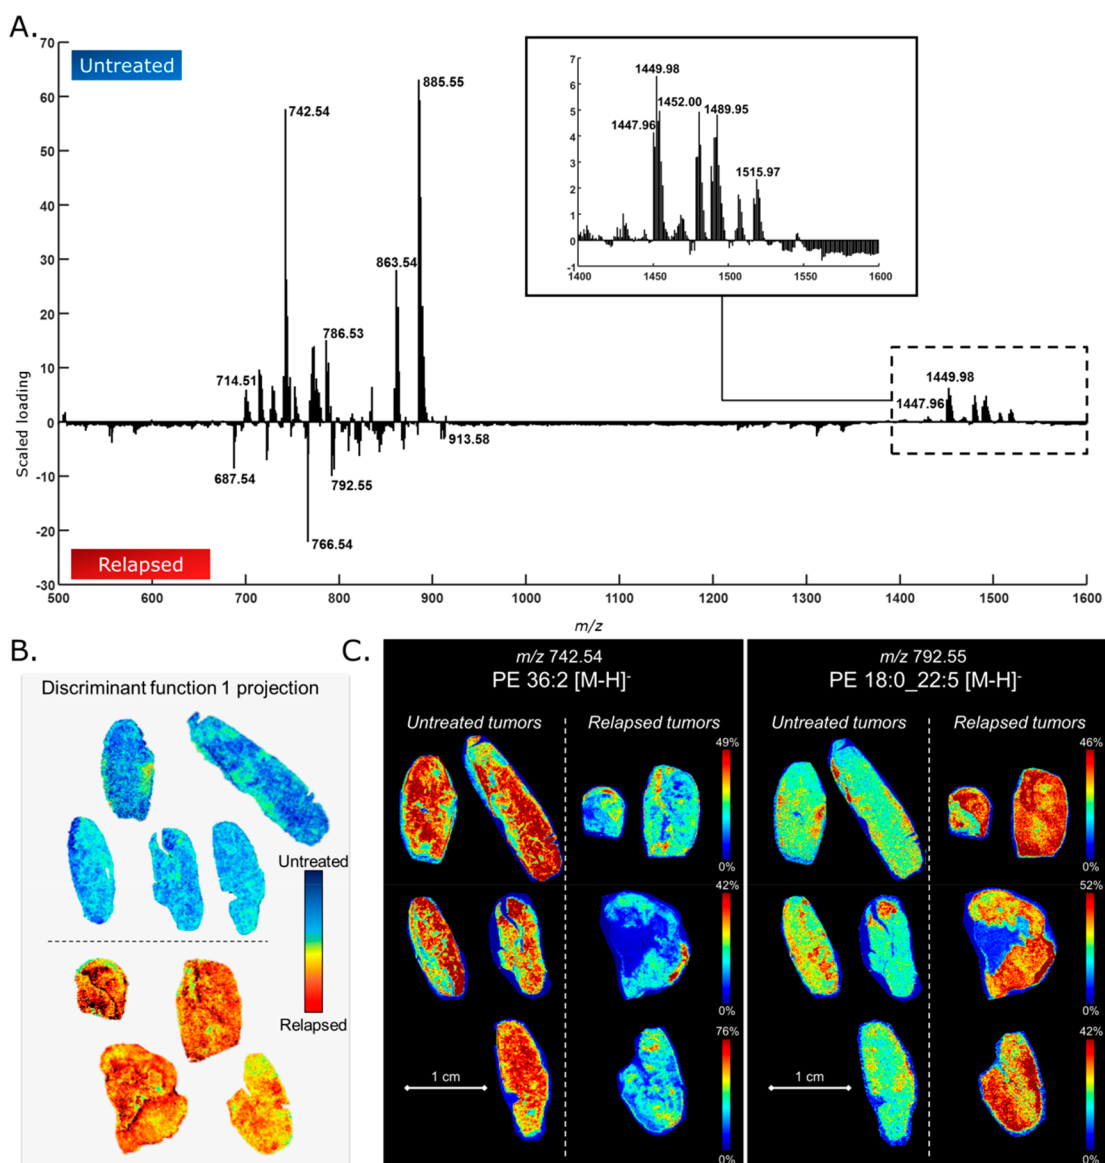 A.
Untreated
Relapsed
Scaled loading
70
60
50
40
30
20
10
0
-10
-20
-30
742.54
885.55
863.54
786.53
714.51
687.54
766.54
792.55
913.58
1449.98
1447.96
500 600 700 800 900 1000 1100 1200 1300 1400 1500 1600
m/z
7
6
5
4
3
2
1
0
-1
1449.98
1452.00
1489.95
1447.96
1515.97
1400 1450 1500 1550 1600
B.
Discriminant function 1 projection
Untreated
Relapsed
C.
m/z 742.54
PE 36:2 [M-H]-
Untreated tumors Relapsed tumors
49%
0%
42%
0%
76%
0%
1 cm
m/z 792.55
PE 18:0_22:5 [M-H]-
Untreated tumors Relapsed tumors
46%
0%
52%
0%
42%
0%
1 cm